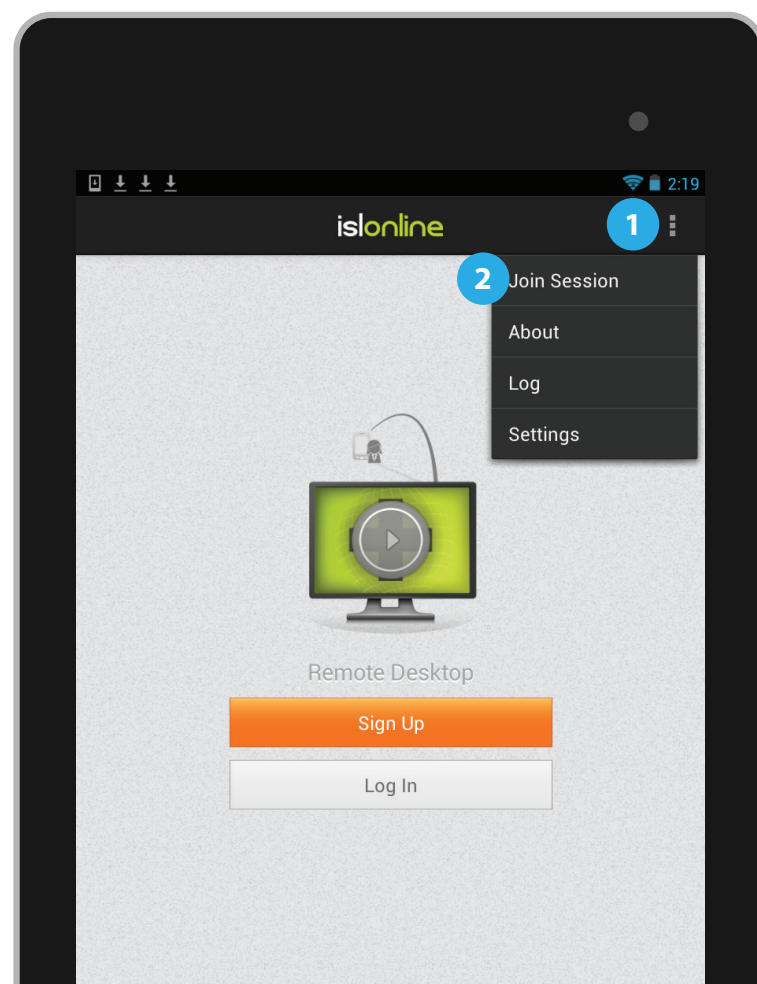 2:19
islonline
1
2
Join Session
About
Log
Settings
Remote Desktop
Sign Up
Log In